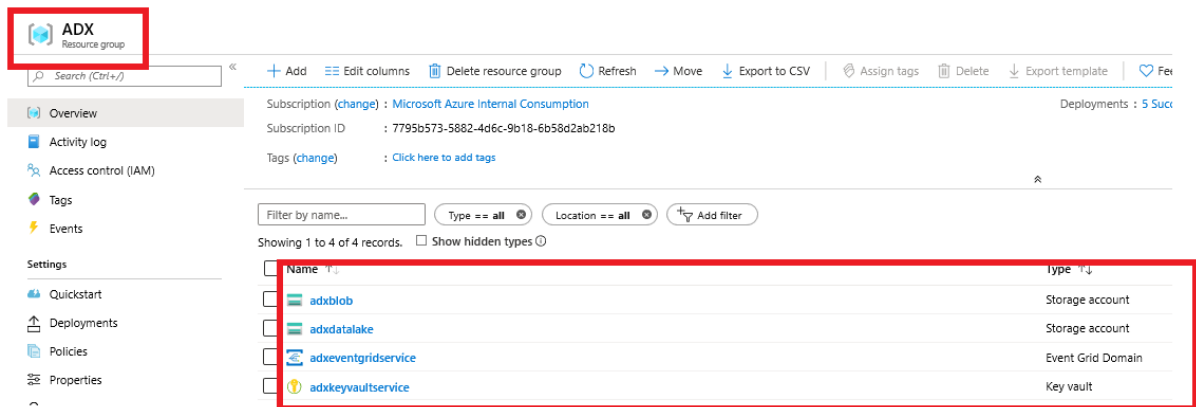 ADX
Resource group
Search (Ctrl+/)
«
Overview
Activity log
Access control (IAM)
Tags
Events
Settings
Quickstart
Deployments
Policies
Properties
Add Edit columns Delete resource group Refresh Move Export to CSV Assign tags Delete Export template Fee
Subscription (change) : Microsoft Azure Internal Consumption Deployments : 5 Succ
Subscription ID : 7795b573-5882-4d6c-9b18-6b58d2ab218b
Tags (change) : Click here to add tags
Filter by name... Type == all Location == all Add filter
Showing 1 to 4 of 4 records. Show hidden types
Name Type
adxblob Storage account
adxdatalake Storage account
adxeventgridservice Event Grid Domain
adxkeyvaultservice Key vault